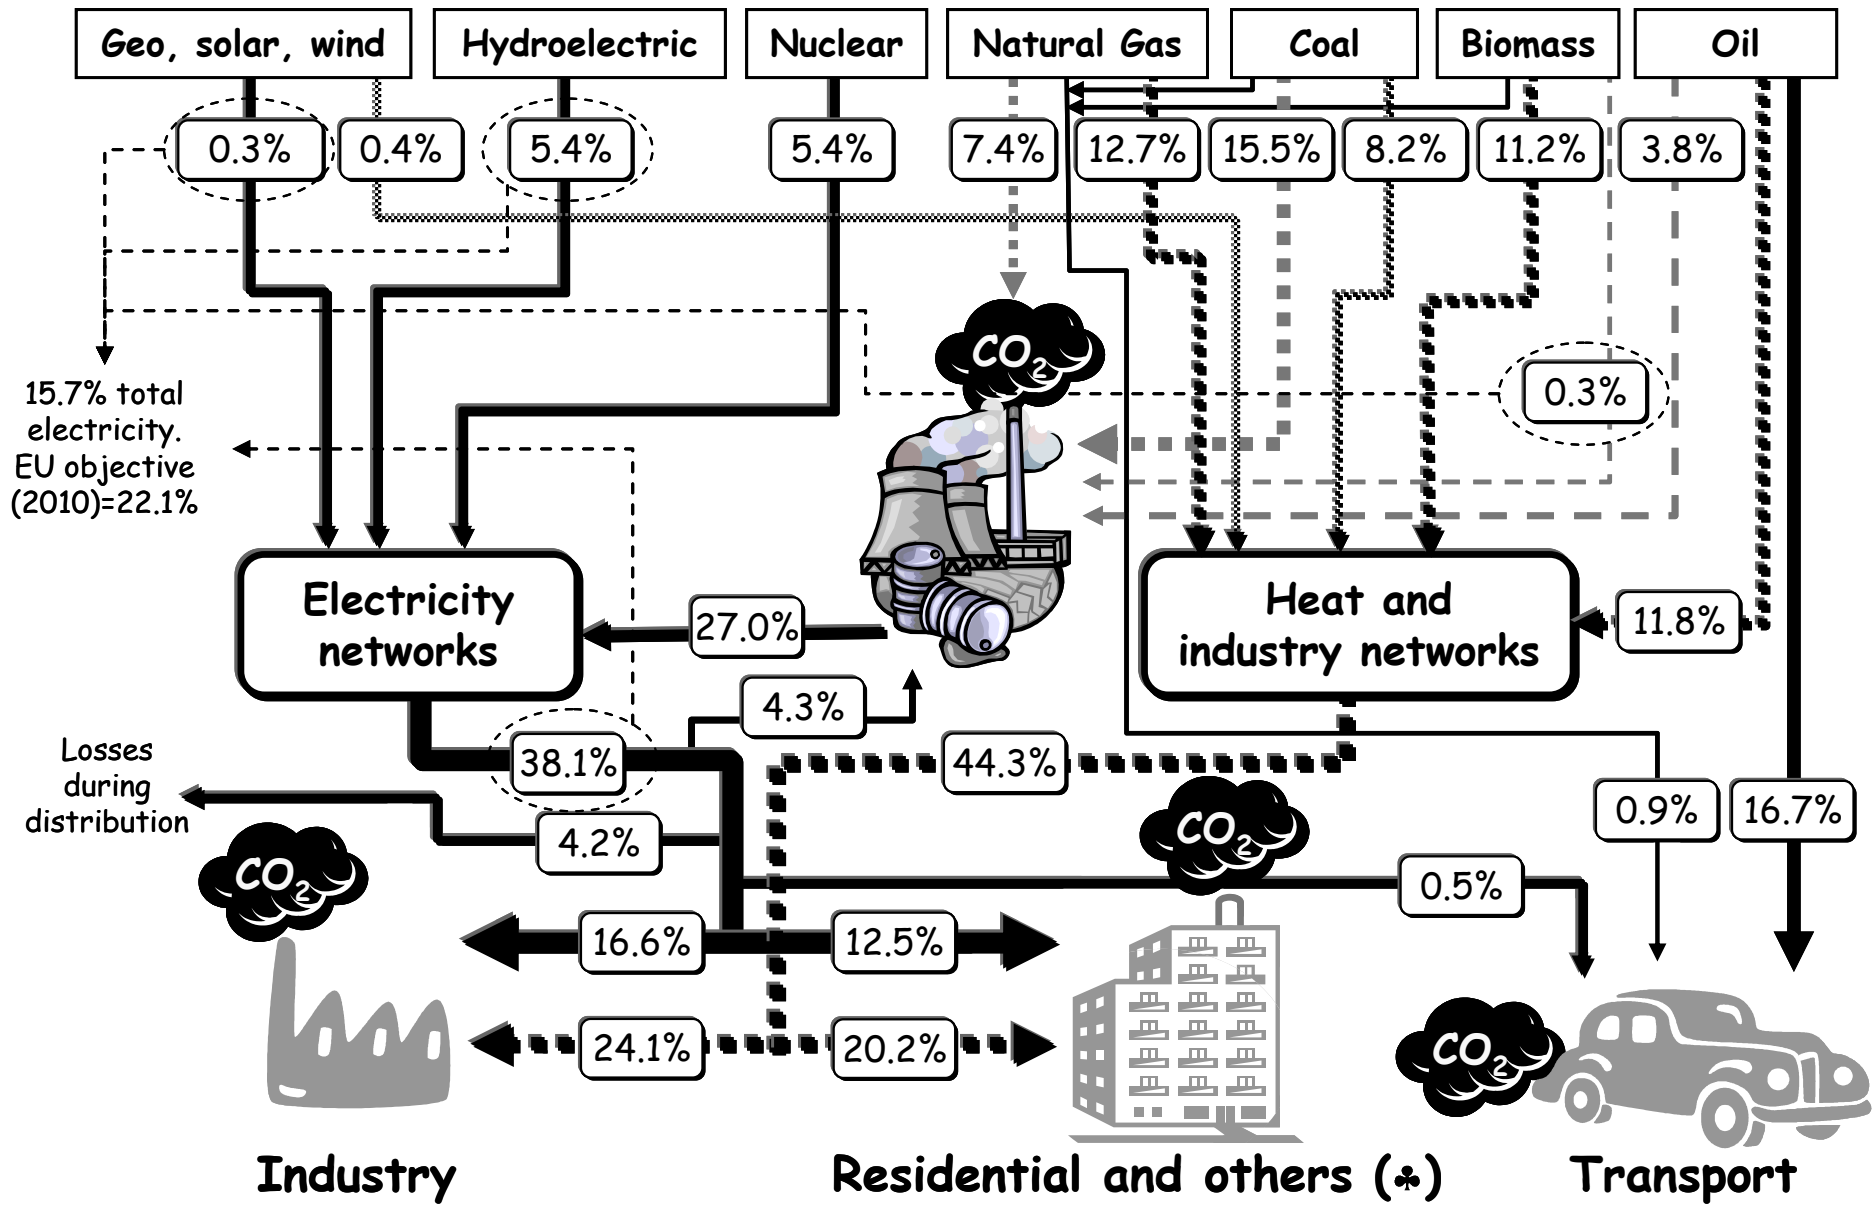 Geo, solar, wind
Hydroelectric
Nuclear
Natural Gas
Coal
Biomass
Oil
0.3%
0.4%
5.4%
5.4%
7.4%
12.7%
15.5%
8.2%
11.2%
3.8%
CO2
0.3%
15.7% total
electricity.
EU objective
(2010)=22.1%
Electricity
networks
27.0%
Heat and
industry networks
11.8%
4.3%
Losses
during
distribution
38.1%
44.3%
0.9%
16.7%
4.2%
CO2
CO2
0.5%
16.6%
12.5%
24.1%
20.2%
CO2
Industry
Residential and others (♣)
Transport